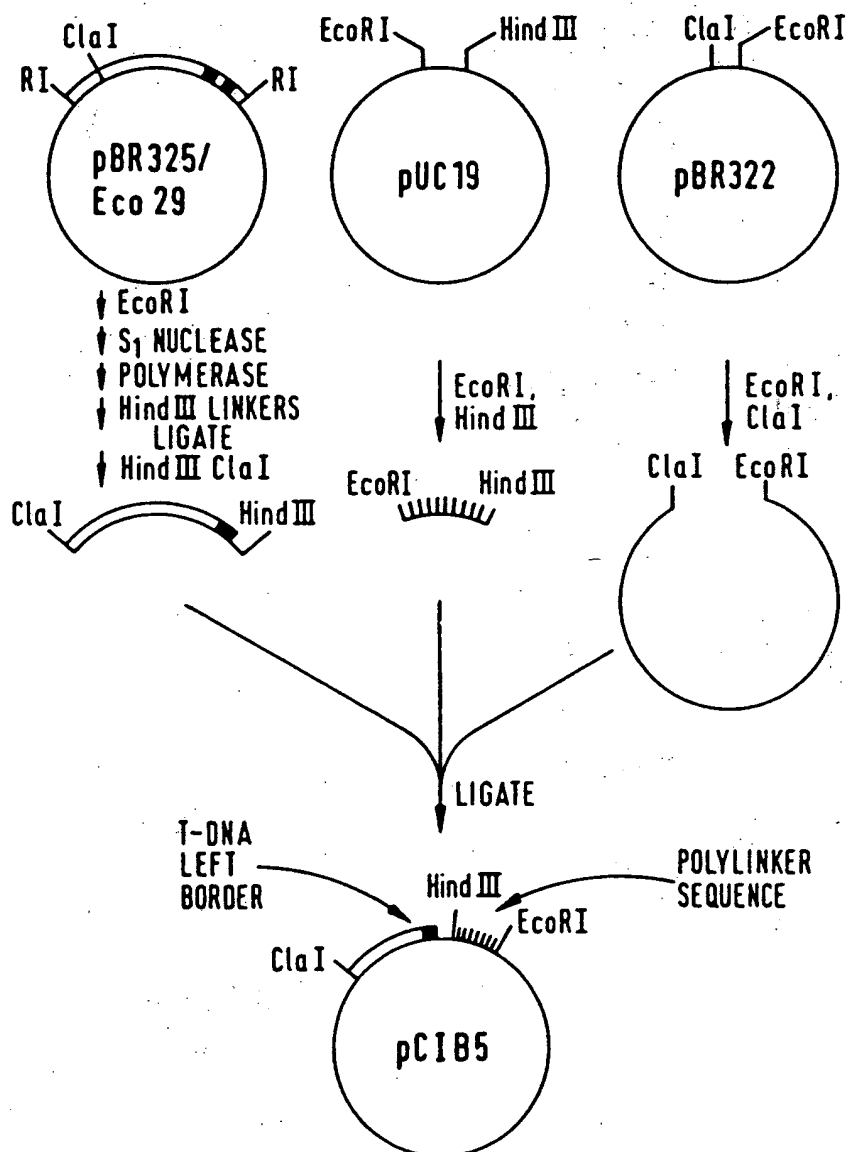 ClaI
RI
RI
pBR325/
Eco 29
EcoRI
HindIII
pUC19
ClaI
EcoRI
pBR322
EcoRI
S1 NUCLEASE
POLYMERASE
HindIII LINKERS
LIGATE
HindIII ClaI
EcoRI,
HindIII
EcoRI,
ClaI
ClaI
HindIII
EcoRI
HindIII
ClaI
EcoRI
LIGATE
T-DNA
LEFT
BORDER
HindIII
POLYLINKER
SEQUENCE
EcoRI
ClaI
pCIB5